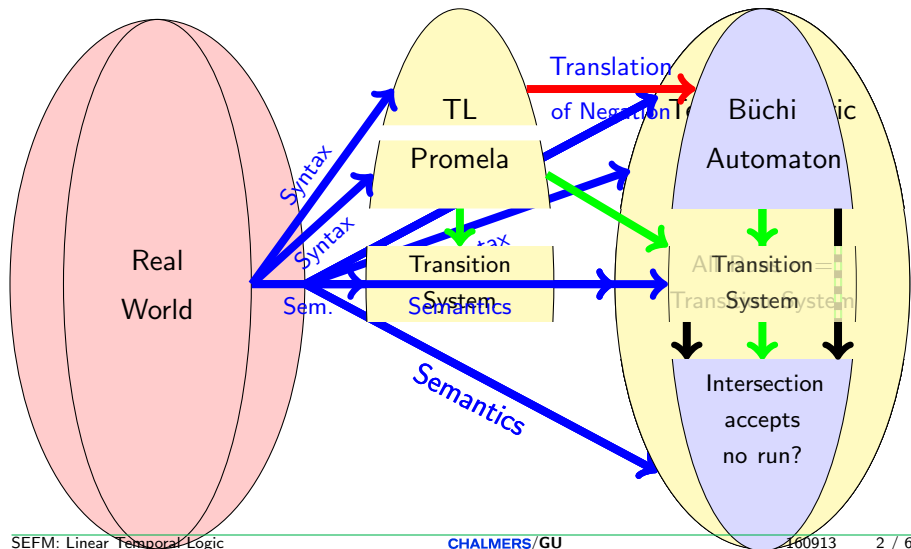 Real
World
Syntax
Syntax
Sem.
TL
Promela
Transition
System
Semantics
Semantics
Translation
of Negation
Büchi
Automaton
Transition
System
Intersection
accepts
no run?
SEFM: Linear Temporal Logic
CHALMERS/GU
160913
2 / 6